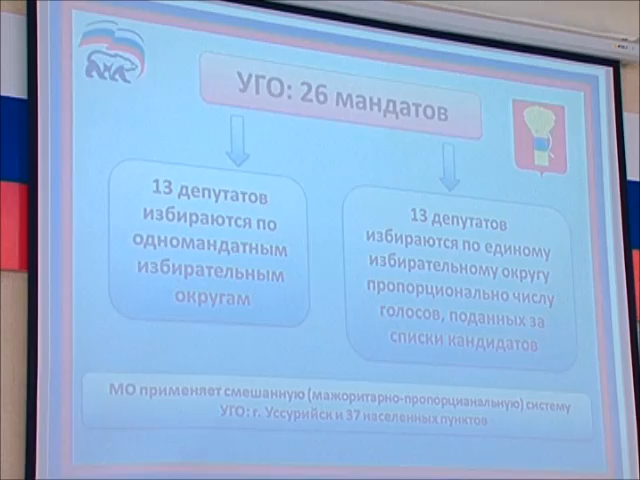 УГО: 26 мандатов
13 депутатов
избираются по
одномандатным
избирательным
округам
13 депутатов
избираются по единому
избирательному округу
пропорционально числу
голосов, поданных за
списки кандидатов
МО применяет смешанную (мажоритарно-пропорцианальную) систему
УГО: г. Уссурийск и 37 населенных пунктов